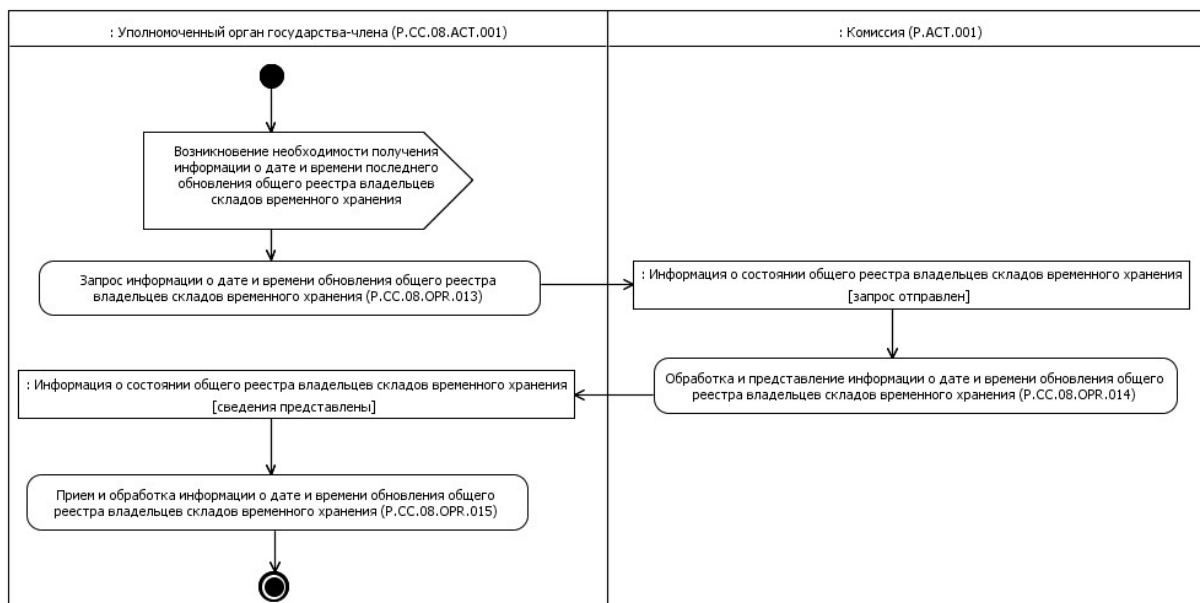 : Уполномоченный орган государства-члена (P.CC.08.ACT.001)
: Комиссия (P.ACT.001)
Возникновение необходимости получения
информации о дате и времени последнего
обновления общего реестра владельцев
складов временного хранения
Запрос информации о дате и времени обновления общего реестра
владельцев складов временного хранения (P.CC.08.OPR.013)
: Информация о состоянии общего реестра владельцев складов временного хранения
[запрос отправлен]
Обработка и представление информации о дате и времени обновления общего
реестра владельцев складов временного хранения (P.CC.08.OPR.014)
: Информация о состоянии общего реестра владельцев складов временного хранения
[сведения представлены]
Прием и обработка информации о дате и времени обновления общего
реестра владельцев складов временного хранения (P.CC.08.OPR.015)